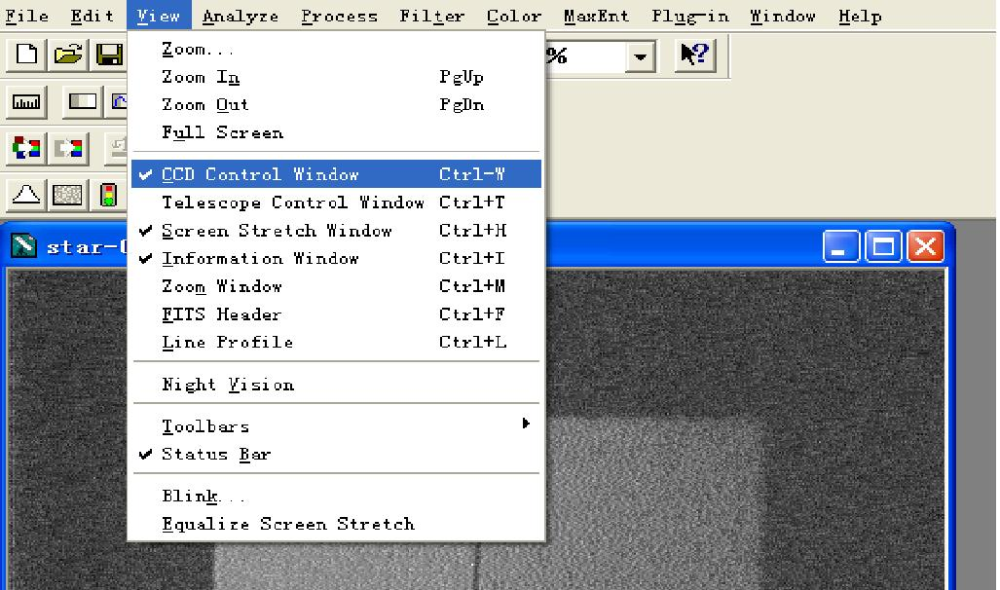 File Edit View Analyze Process Filter Color MaxEnt Plug-in Window Help
%
Zoom...
Zoom In PgUp
Zoom Out PgDn
Full Screen
CCD Control Window Ctrl-W
Telescope Control Window Ctrl+T
Screen Stretch Window Ctrl+H
Information Window Ctrl+I
Zoom Window Ctrl+M
FITS Header Ctrl+F
Line Profile Ctrl+L
Night Vision
Toolbars
Status Bar
Blink...
Equalize Screen Stretch
star-